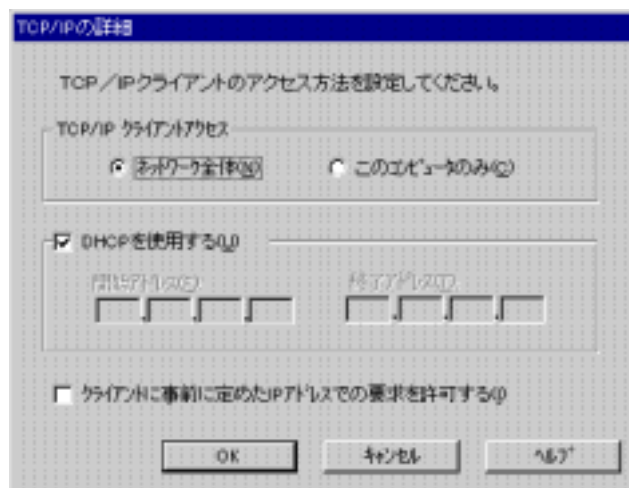 TCP/IPの詳細
TCP/IPクライアントのアクセス方法を設定してください。
TCP/IP クライアントアクセス
ネットワーク全体(N)
このコンピュータのみ(C)
DHCPを使用する(U)
開始アドレス(S):
終了アドレス(T):
クライアントに事前に定めたIPアドレスでの要求を許可する(I)
OK
キャンセル
ヘルプ